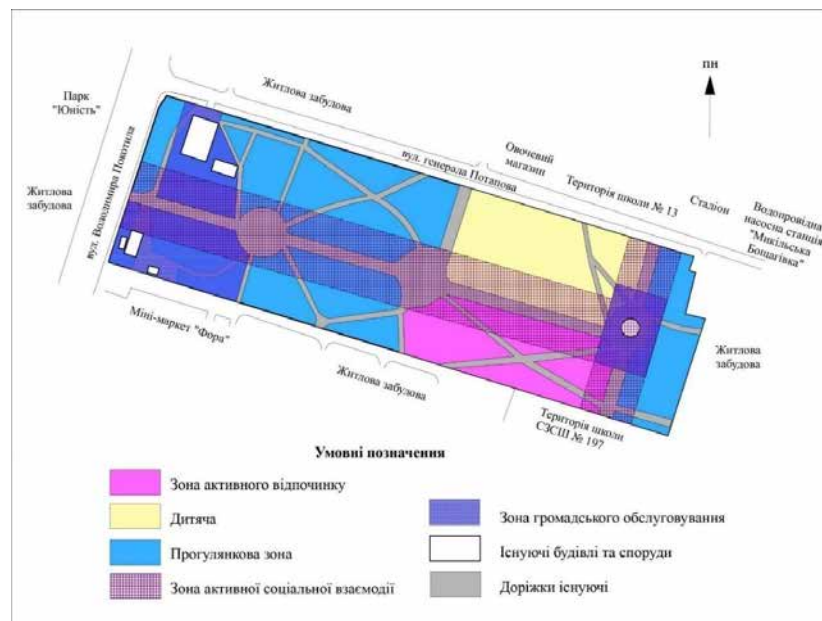 пн
Парк
"Юність"
Житлова забудова
Овочевий
магазин
вул. генерала Потапова
Територія школи № 13
Стадіон
Водопровідна
насосна станція
"Микільська
Борщагівка"
Житлова
забудова
вул. Володимира Покотила
Міні-маркет "Фора"
Житлова забудова
Житлова
забудова
Територія школи
СЗСШ № 197
Умовні позначення
Зона активного відпочинку
Дитяча
Прогулянкова зона
Зона активної соціальної взаємодії
Зона громадського обслуговування
Існуючі будівлі та споруди
Доріжки існуючі